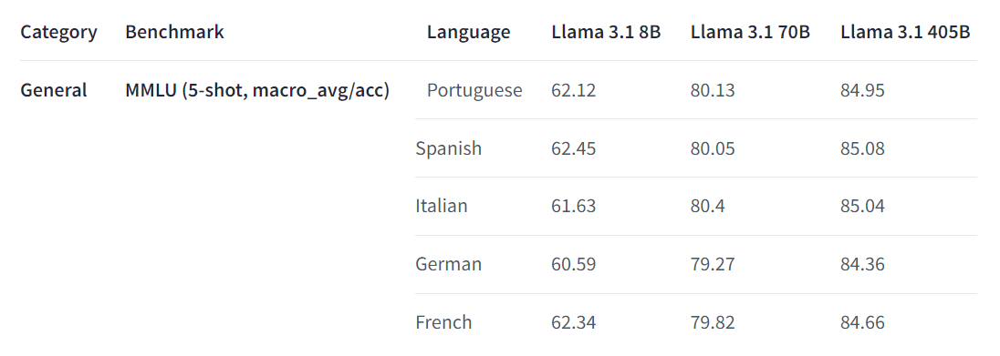 Category Benchmark Language Llama 3.1 8B Llama 3.1 70B Llama 3.1 405B
General MMLU (5-shot, macro_avg/acc) Portuguese 62.12 80.13 84.95
Spanish 62.45 80.05 85.08
Italian 61.63 80.4 85.04
German 60.59 79.27 84.36
French 62.34 79.82 84.66